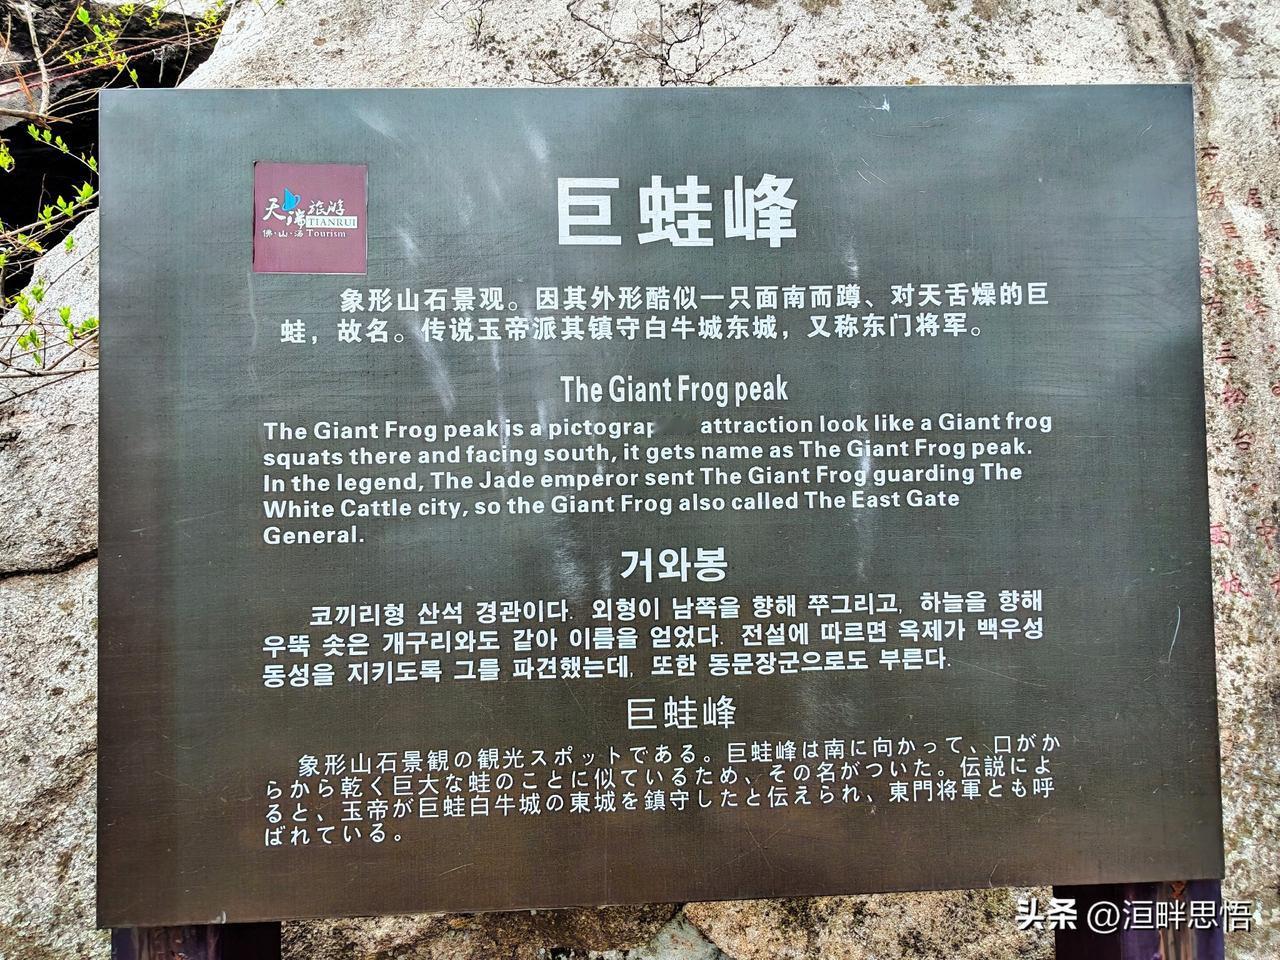 天瑞旅游
TIANRUI
佛·山·汤 Tourism
巨蛙峰
象形山石景观。因其外形酷似一只面南而蹲、对天舌燥的巨
蛙，故名。传说玉帝派其镇守白牛城东城，又称东门将军。
The Giant Frog peak
The Giant Frog peak is a pictograp attraction look like a Giant frog
squats there and facing south, it gets name as The Giant Frog peak.
In the legend, The Jade emperor sent The Giant Frog guarding The
White Cattle city, so the Giant Frog also called The East Gate
General.
거와봉
코끼리형 산석 경관이다. 외형이 남쪽을 향해 쭈그리고, 하늘을 향해
우뚝 솟은 개구리와도 같아 이름을 얻었다. 전설에 따르면 옥제가 백우성
동성을 지키도록 그를 파견했는데, 또한 동문장군으로도 부른다.
巨蛙峰
象形山石景観の観光スポットである。巨蛙峰は南に向かって、口がか
らから乾く巨大な蛙のことに似ているため、その名がついた。伝説によ
ると、玉帝が巨蛙白牛城の東城を鎮守したと伝えられ、東門将軍とも呼
ばれている。
头条 @洹畔思悟